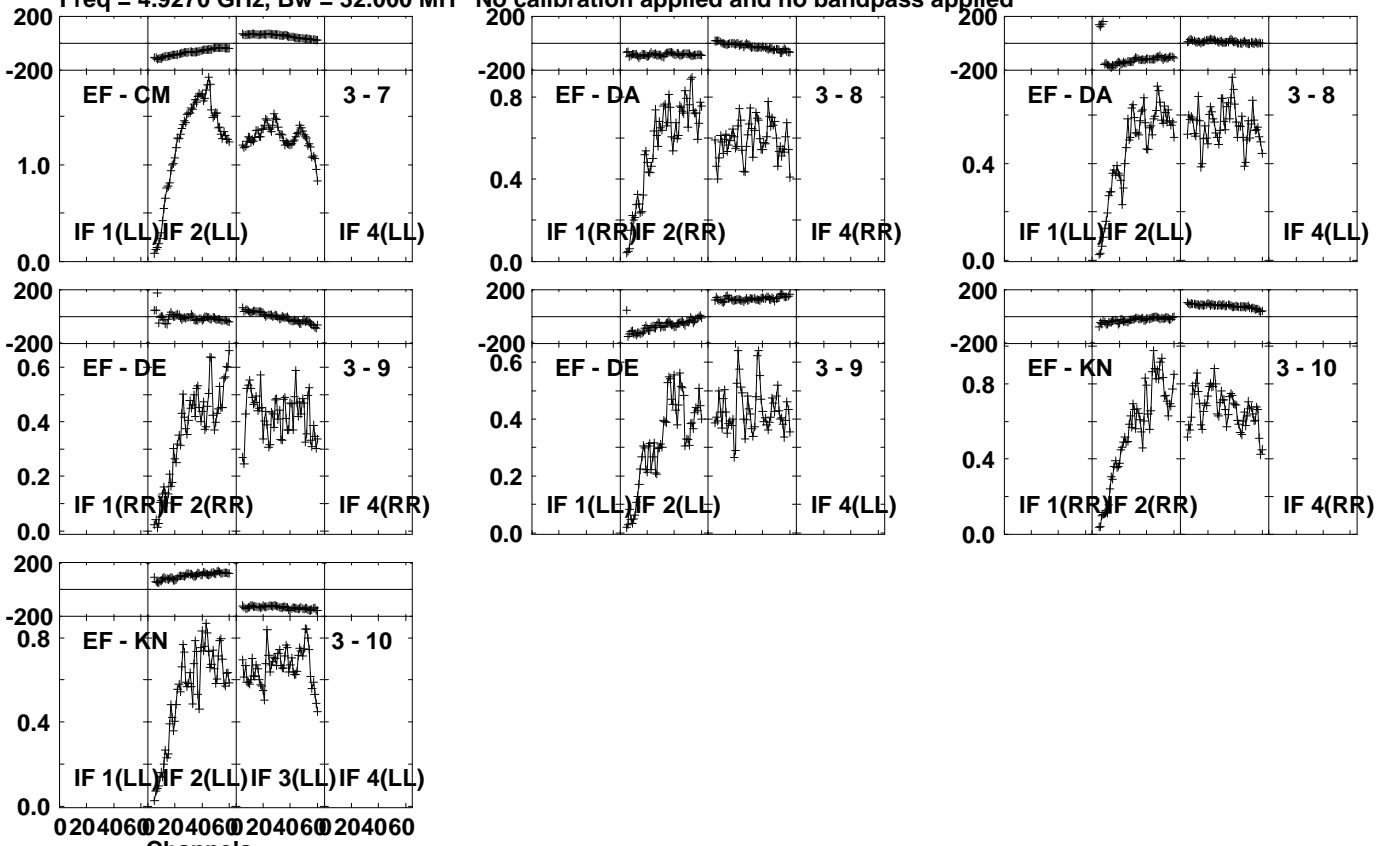 Freq = 4.9270 GHz, Bw = 32.000 MH No calibration applied and no bandpass applied
200
-200
EF - CM 3 - 7
1.0
IF 1(LL) IF 2(LL) IF 4(LL)
0.0
200
-200
EF - DA 3 - 8
0.8
0.4
IF 1(RR) IF 2(RR) IF 4(RR)
0.0
200
-200
EF - DA 3 - 8
0.4
IF 1(LL) IF 2(LL) IF 4(LL)
0.0
200
-200
EF - DE 3 - 9
0.6
0.4
0.2
IF 1(RR) IF 2(RR) IF 4(RR)
0.0
200
-200
EF - DE 3 - 9
0.6
0.4
0.2
IF 1(LL) IF 2(LL) IF 4(LL)
0.0
200
-200
EF - KN 3 - 10
0.8
0.4
IF 1(RR) IF 2(RR) IF 4(RR)
0.0
200
-200
EF - KN 3 - 10
0.8
0.4
IF 1(LL) IF 2(LL) IF 3(LL) IF 4(LL)
0.0
0 20 40 60 0 20 40 60 0 20 40 60 0 20 40 60
Channels